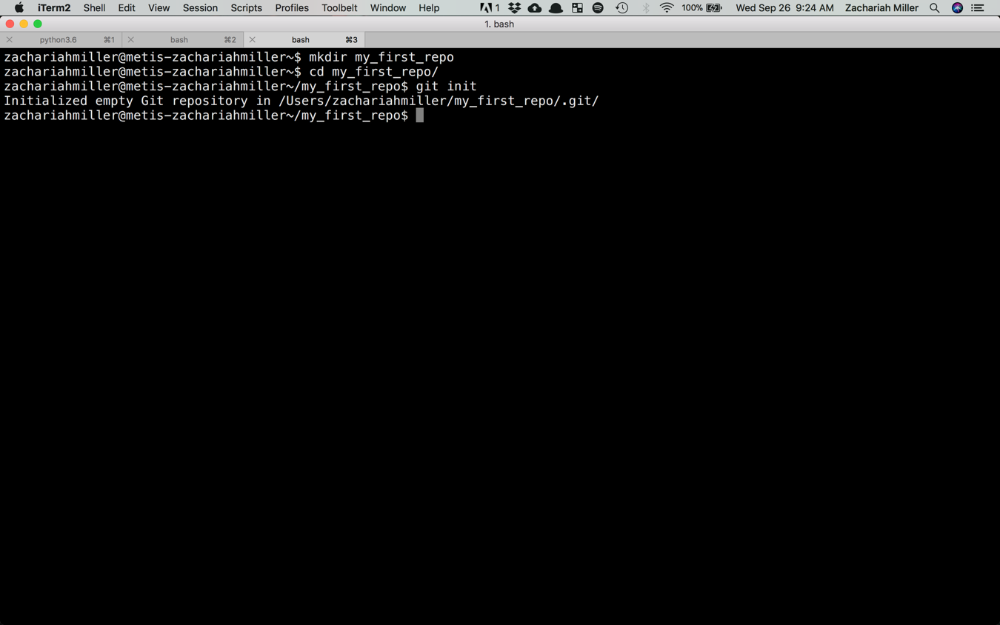 iTerm2 Shell Edit View Session Scripts Profiles Toolbelt Window Help 1 100% Wed Sep 26 9:24 AM Zachariah Miller
1. bash
python3.6 ⌘1 bash ⌘2 bash ⌘3
zachariahmiller@metis-zachariahmiller~$ mkdir my_first_repo
zachariahmiller@metis-zachariahmiller~$ cd my_first_repo/
zachariahmiller@metis-zachariahmiller~/my_first_repo$ git init
Initialized empty Git repository in /Users/zachariahmiller/my_first_repo/.git/
zachariahmiller@metis-zachariahmiller~/my_first_repo$